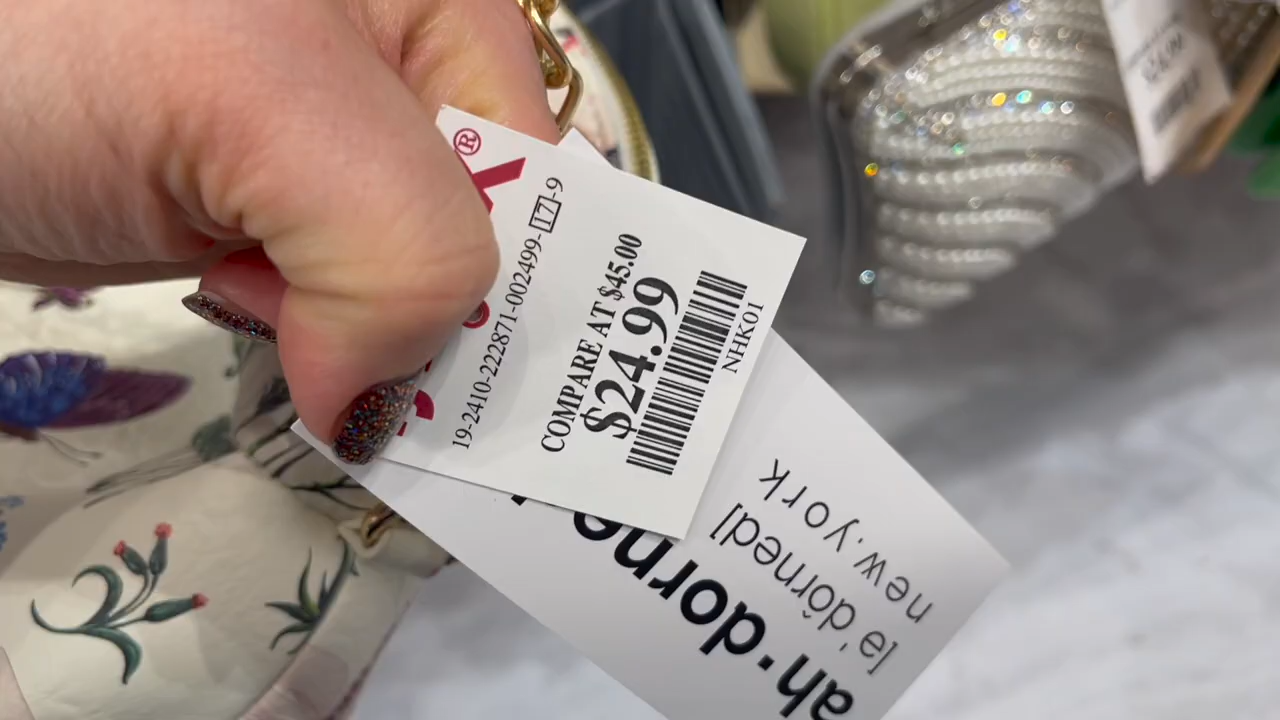 ®
19-2410-222871-002499-17-9
COMPARE AT $45.00
$24.99
NHK01
ah·dorne
[ə'dôrned]
new.york